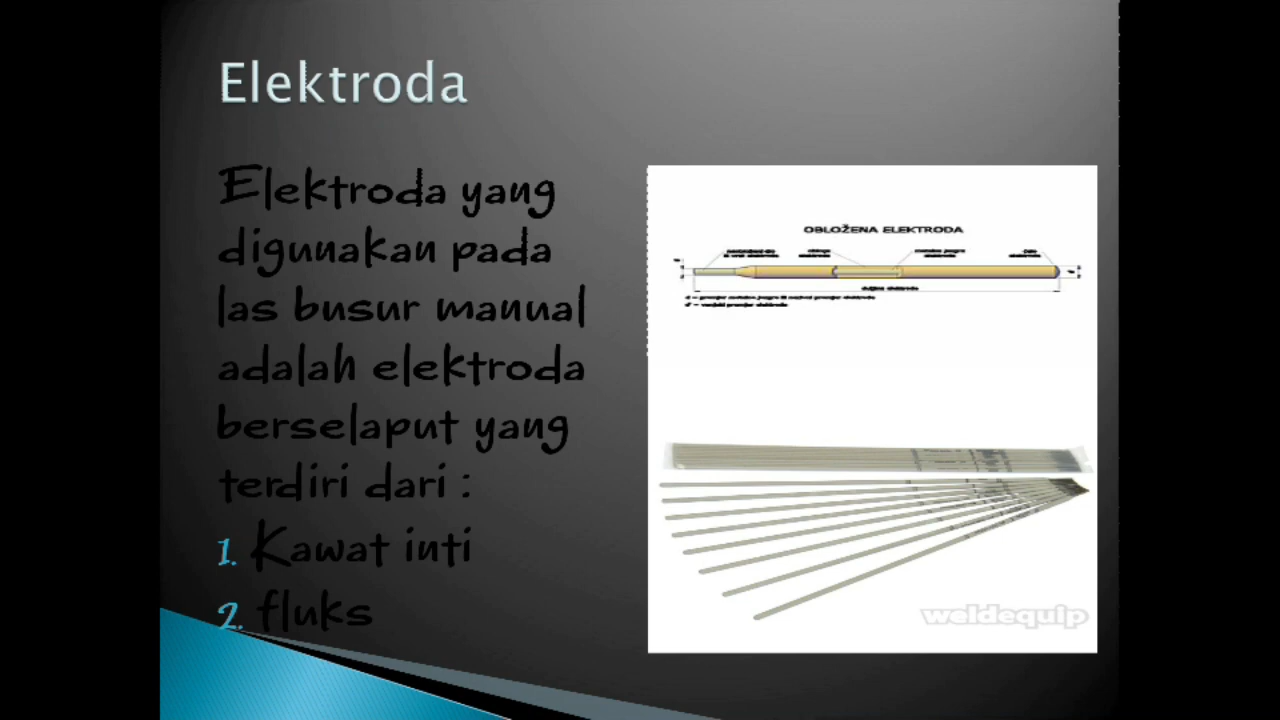 Elektroda
Elektroda yang
digunakan pada
las busur manual
adalah elektroda
berselaput yang
terdiri dari :
1. Kawat inti
2. fluks
OBLOŽENA ELEKTRODA
weldequip